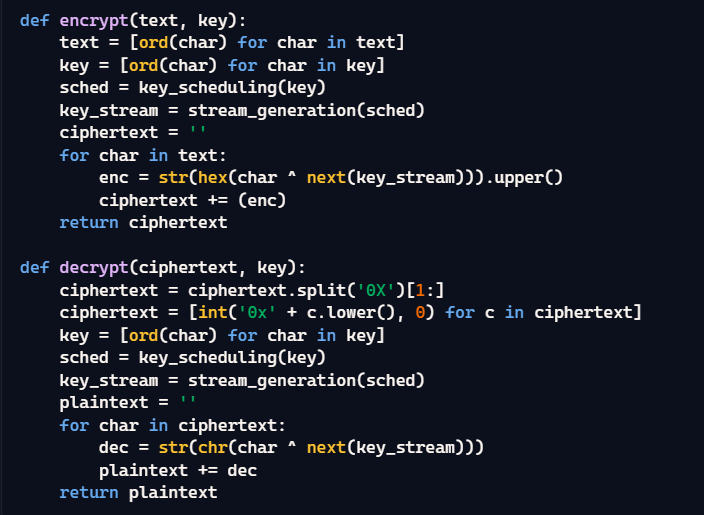 def encrypt(text, key):
    text = [ord(char) for char in text]
    key = [ord(char) for char in key]
    sched = key_scheduling(key)
    key_stream = stream_generation(sched)
    ciphertext = ''
    for char in text:
        enc = str(hex(char ^ next(key_stream))).upper()
        ciphertext += (enc)
    return ciphertext

def decrypt(ciphertext, key):
    ciphertext = ciphertext.split('0X')[1:]
    ciphertext = [int('0x' + c.lower(), 0) for c in ciphertext]
    key = [ord(char) for char in key]
    sched = key_scheduling(key)
    key_stream = stream_generation(sched)
    plaintext = ''
    for char in ciphertext:
        dec = str(chr(char ^ next(key_stream)))
        plaintext += dec
    return plaintext